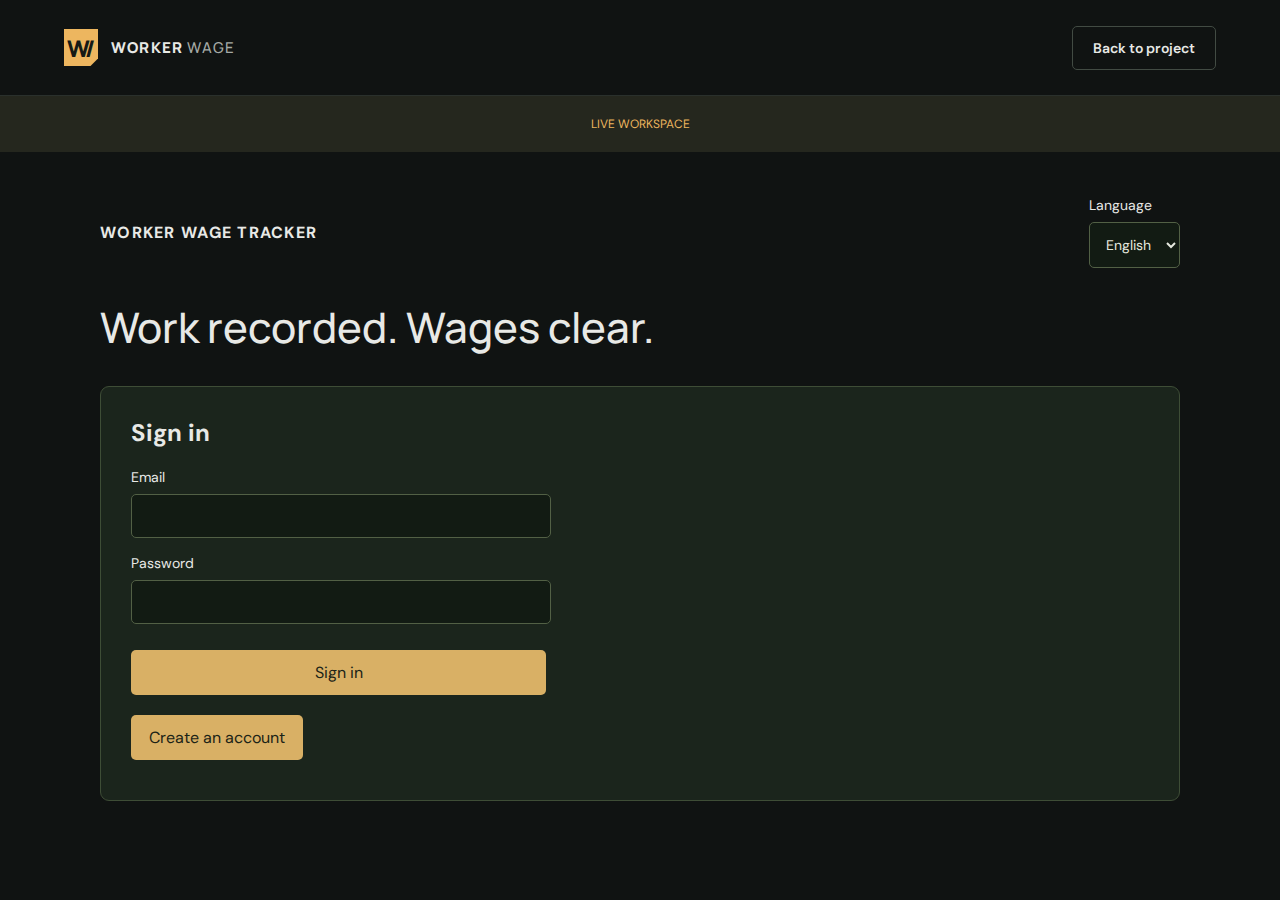 W/ WORKER WAGE
Back to project
LIVE WORKSPACE
WORKER WAGE TRACKER
Language
English
Work recorded. Wages clear.
Sign in
Email
Password
Sign in
Create an account